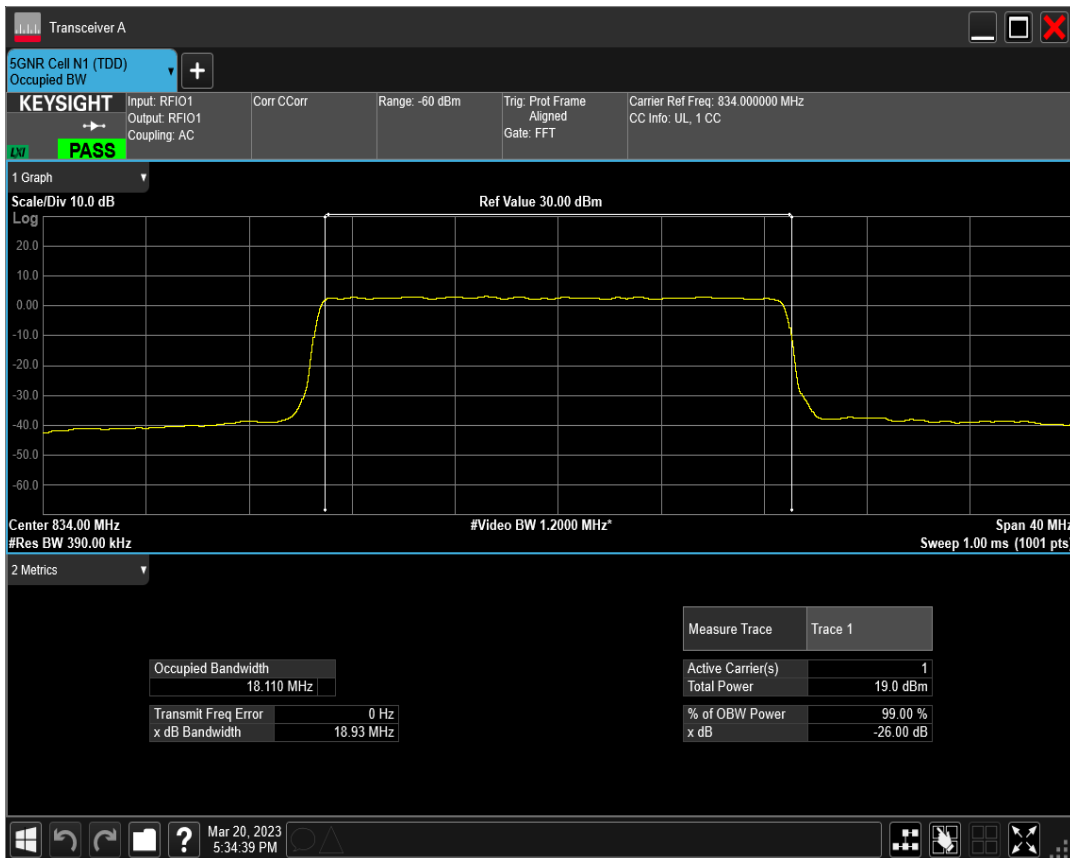 Transceiver A
5GNR Cell N1 (TDD)
Occupied BW
KEYSIGHT
LXI
PASS
Input: RFIO1
Output: RFIO1
Coupling: AC
Corr CCorr
Range: -60 dBm
Trig: Prot Frame
Aligned
Gate: FFT
Carrier Ref Freq: 834.000000 MHz
CC Info: UL, 1 CC
1 Graph
Scale/Div 10.0 dB
Ref Value 30.00 dBm
Log
20.0
10.0
0.00
-10.0
-20.0
-30.0
-40.0
-50.0
-60.0
Center 834.00 MHz
#Video BW 1.2000 MHz*
Span 40 MHz
#Res BW 390.00 kHz
Sweep 1.00 ms (1001 pts)
2 Metrics
Measure Trace Trace 1
Occupied Bandwidth
18.110 MHz
Active Carrier(s) 1
Total Power 19.0 dBm
Transmit Freq Error 0 Hz
x dB Bandwidth 18.93 MHz
% of OBW Power 99.00 %
x dB -26.00 dB
?
Mar 20, 2023
5:34:39 PM